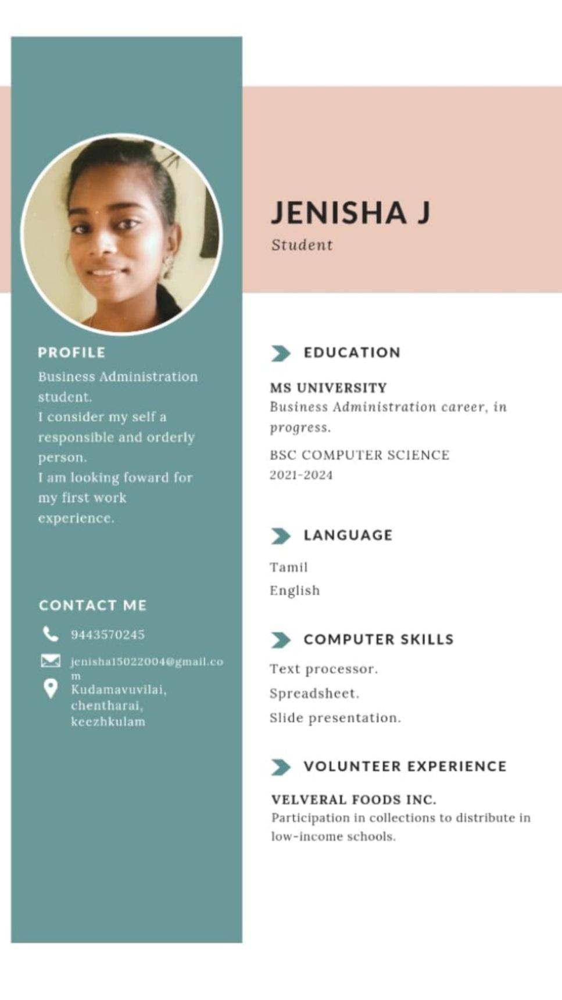 JENISHA J
Student
PROFILE
Business Administration
student.
I consider my self a
responsible and orderly
person.
I am looking foward for
my first work
experience.
CONTACT ME
9443570245
jenisha15022004@gmail.co
m
Kudamavuvilai,
chentharai,
keezhkulam
EDUCATION
MS UNIVERSITY
Business Administration career, in
progress.
BSC COMPUTER SCIENCE
2021-2024
LANGUAGE
Tamil
English
COMPUTER SKILLS
Text processor.
Spreadsheet.
Slide presentation.
VOLUNTEER EXPERIENCE
VELVERAL FOODS INC.
Participation in collections to distribute in
low-income schools.